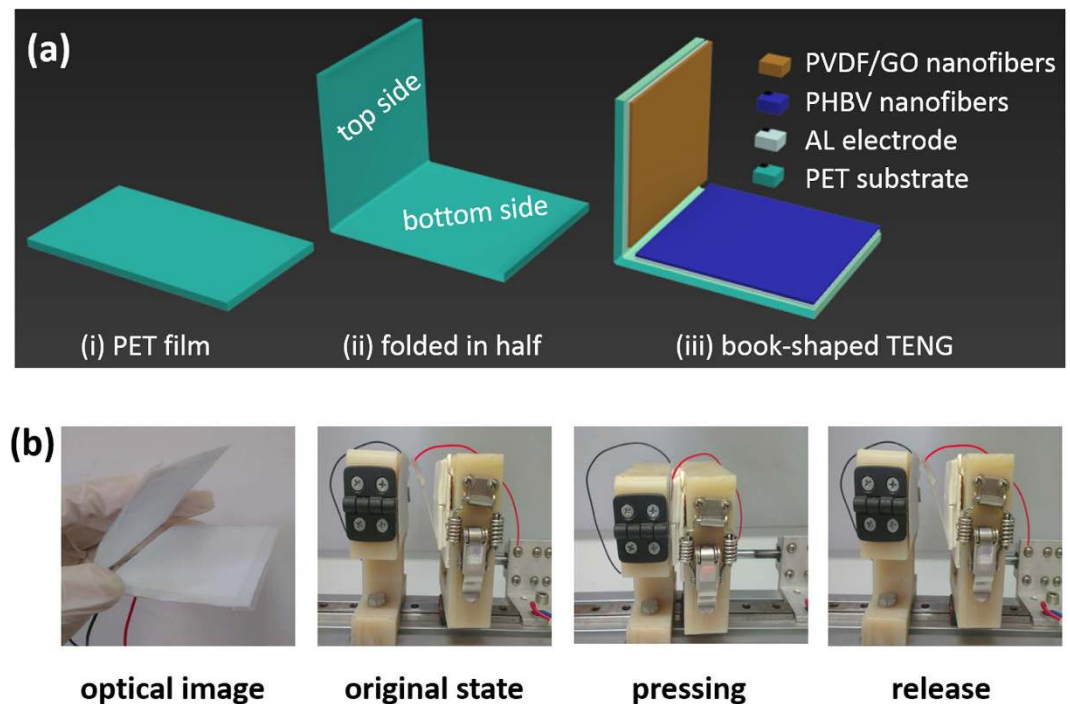 (a)
top side
bottom side
PVDF/GO nanofibers
PHBV nanofibers
AL electrode
PET substrate
(i) PET film
(ii) folded in half
(iii) book-shaped TENG
(b)
optical image
original state
pressing
release